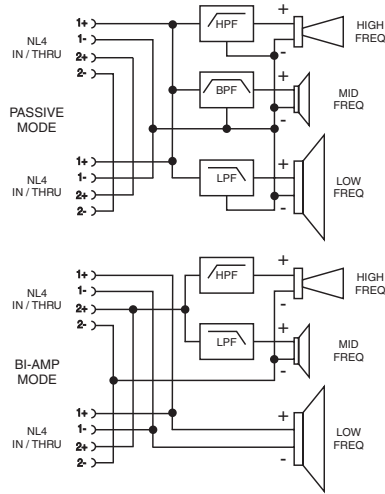 1+
1-
2+
2-
NL4
IN / THRU
HPF
+
-
HIGH
FREQ
PASSIVE
MODE
BPF
+
-
MID
FREQ
NL4
IN / THRU
1+
1-
2+
2-
LPF
+
-
LOW
FREQ
1+
1-
2+
2-
NL4
IN / THRU
HPF
+
-
HIGH
FREQ
LPF
+
-
MID
FREQ
BI-AMP
MODE
NL4
IN / THRU
1+
1-
2+
2-
+
-
LOW
FREQ